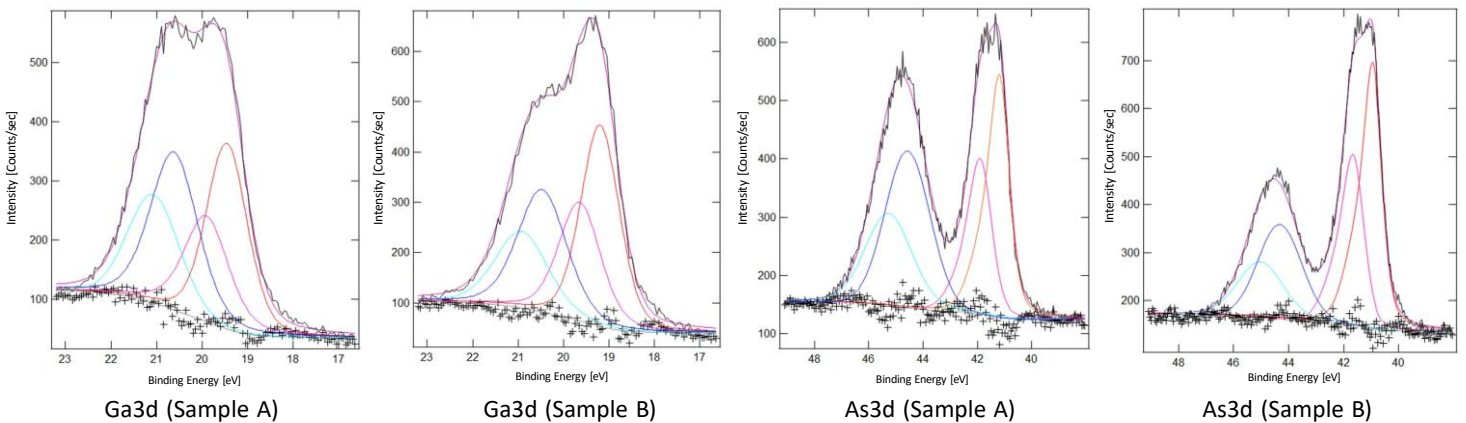 Intensity [Counts/sec]
500
400
300
200
100
23 22 21 20 19 18 17
Binding Energy [eV]
Ga3d (Sample A)
Intensity [Counts/sec]
600
500
400
300
200
100
23 22 21 20 19 18 17
Binding Energy [eV]
Ga3d (Sample B)
Intensity [Counts/sec]
600
500
400
300
200
100
48 46 44 42 40
Binding Energy [eV]
As3d (Sample A)
Intensity [Counts/sec]
700
600
500
400
300
200
48 46 44 42 40
Binding Energy [eV]
As3d (Sample B)